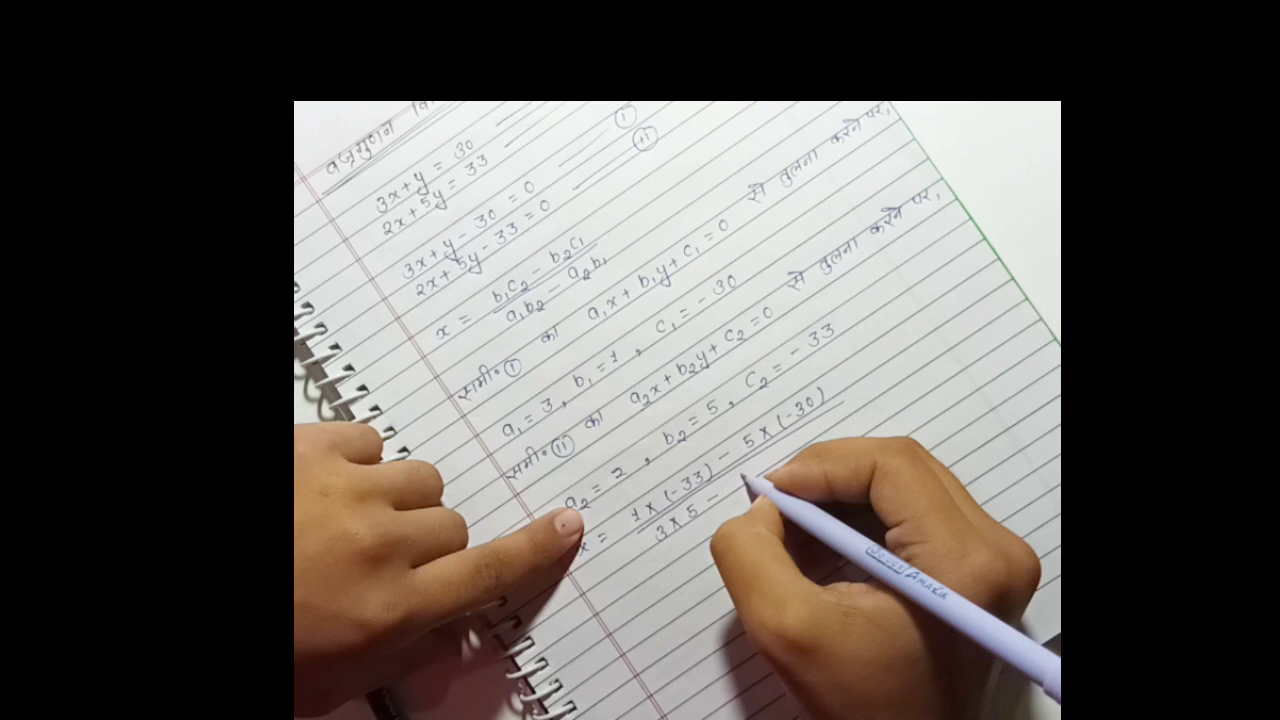 वज्रगुणन
3x + y = 30
2x + 5y = 33
3x + y - 30 = 0 (i)
2x + 5y - 33 = 0 (ii)
x = b₁c₂ - b₂c₁ / a₁b₂ - a₂b₁
समी॰ (i) का a₁x + b₁y + c₁ = 0 से तुलना करने पर,
a₁ = 3, b₁ = 1, c₁ = - 30
समी॰ (ii) का a₂x + b₂y + c₂ = 0 से तुलना करने पर,
a₂ = 2, b₂ = 5, c₂ = - 33
x = 1 × (-33) - 5 × (-30) / 3 × 5 -